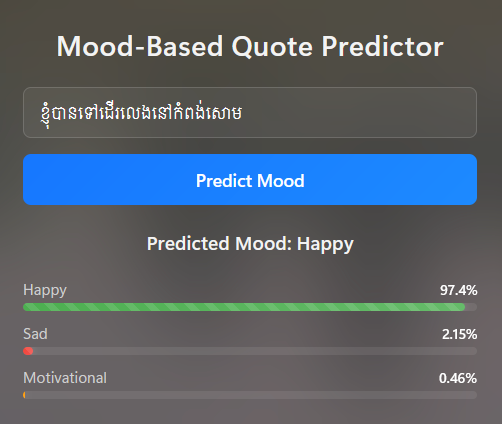 Mood-Based Quote Predictor
ខ្ញុំបានទៅដើរលេងនៅកំពង់សោម
Predict Mood
Predicted Mood: Happy
Happy 97.4%
Sad 2.15%
Motivational 0.46%